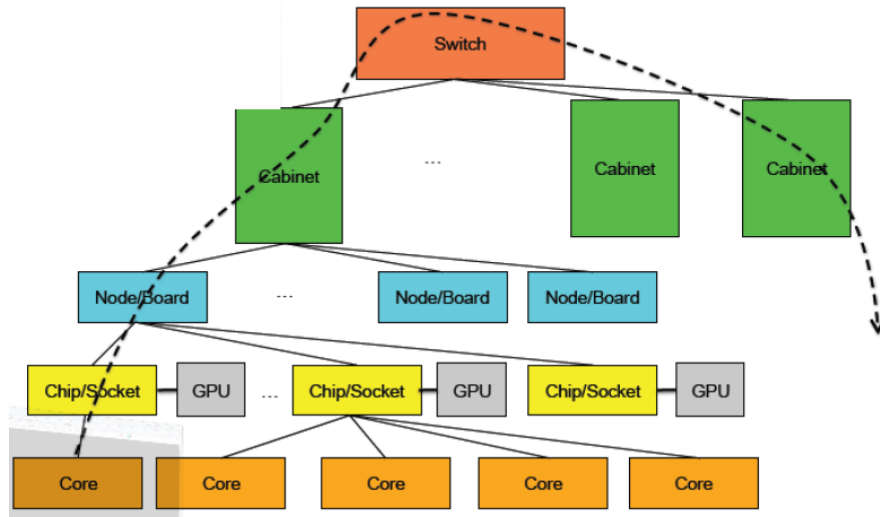 Switch
Cabinet
...
Cabinet
Cabinet
Node/Board
...
Node/Board
Node/Board
Chip/Socket
GPU
...
Chip/Socket
GPU
Chip/Socket
GPU
Core
Core
Core
Core
Core